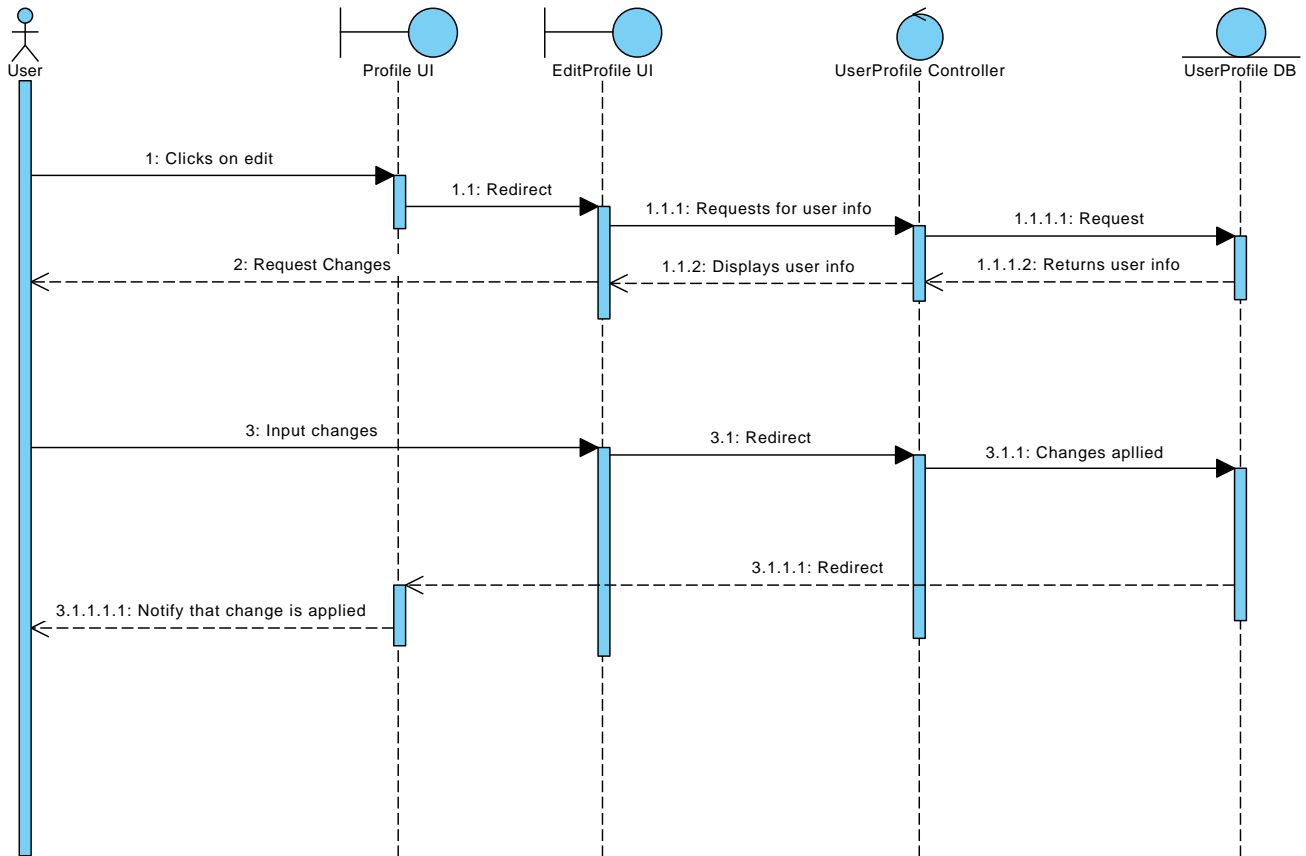 User
Profile UI
EditProfile UI
UserProfile Controller
UserProfile DB
1: Clicks on edit
1.1: Redirect
1.1.1: Requests for user info
1.1.1.1: Request
2: Request Changes
1.1.2: Displays user info
1.1.1.2: Returns user info
3: Input changes
3.1: Redirect
3.1.1: Changes apllied
3.1.1.1: Redirect
3.1.1.1.1: Notify that change is applied